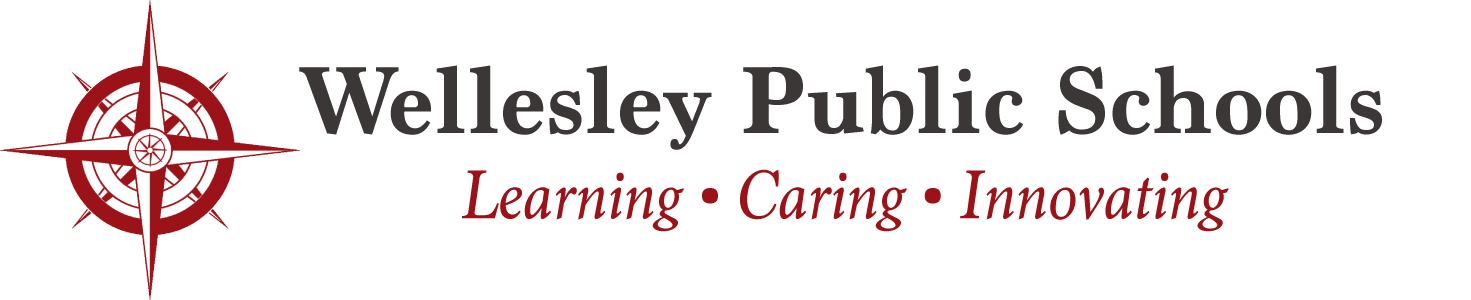 Wellesley Public Schools
Learning • Caring • Innovating